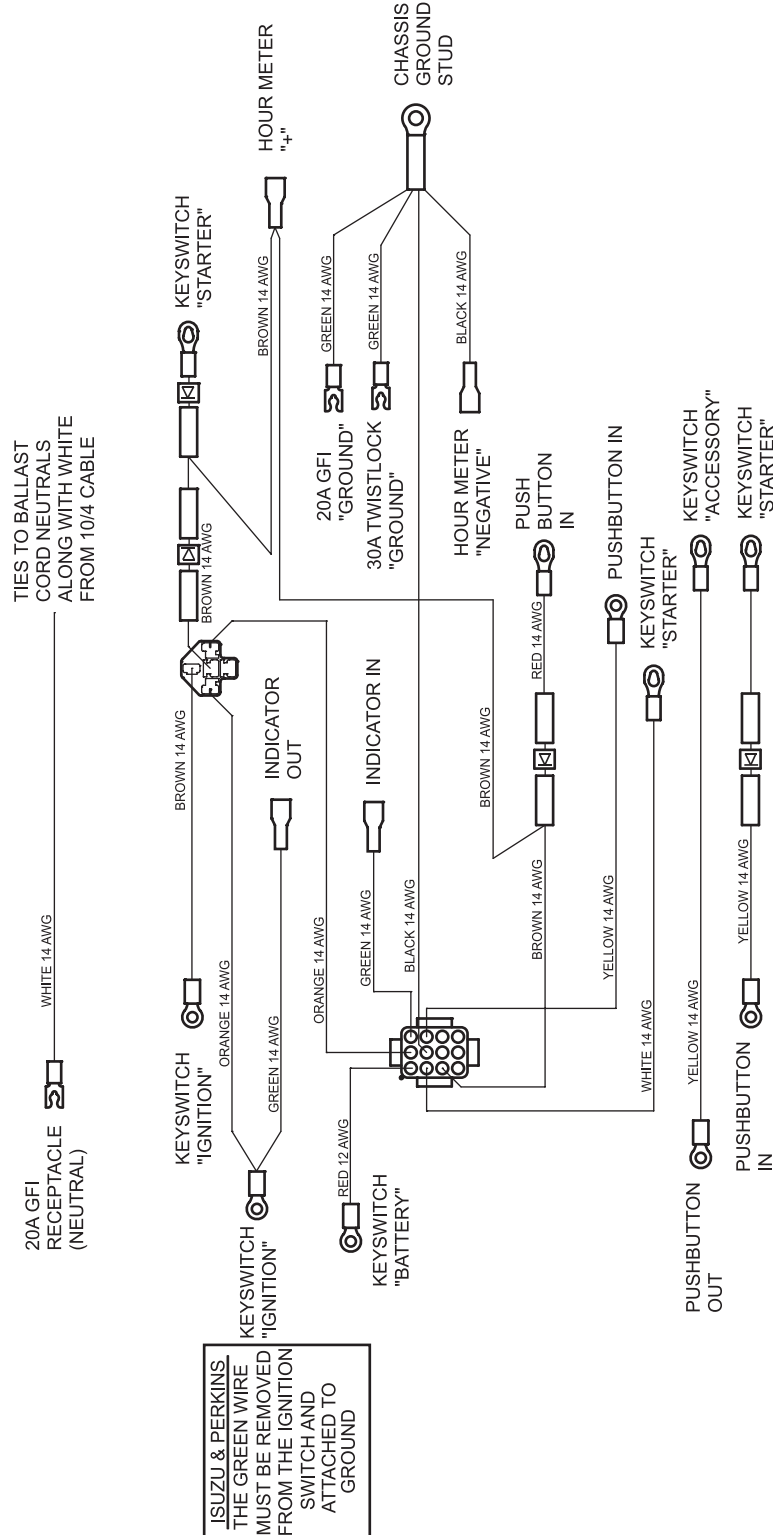 TIES TO BALLAST
CORD NEUTRALS
ALONG WITH WHITE
FROM 10/4 CABLE
WHITE 14 AWG
20A GFI
RECEPTACLE
(NEUTRAL)
KEYSWITCH
"STARTER"
HOUR METER
"+"
BROWN 14 AWG
BROWN 14 AWG
BROWN 14 AWG
KEYSWITCH
"IGNITION"
ORANGE 14 AWG
GREEN 14 AWG
INDICATOR
OUT
KEYSWITCH
"IGNITION"
ISUZU & PERKINS
THE GREEN WIRE
MUST BE REMOVED
FROM THE IGNITION
SWITCH AND
ATTACHED TO
GROUND
CHASSIS
GROUND
STUD
GREEN 14 AWG
GREEN 14 AWG
BLACK 14 AWG
20A GFI
"GROUND"
30A TWISTLOCK
"GROUND"
HOUR METER
"NEGATIVE"
INDICATOR IN
ORANGE 14 AWG
GREEN 14 AWG
BLACK 14 AWG
RED 12 AWG
KEYSWITCH
"BATTERY"
PUSH
BUTTON
IN
RED 14 AWG
BROWN 14 AWG
BROWN 14 AWG
PUSHBUTTON IN
YELLOW 14 AWG
KEYSWITCH
"STARTER"
WHITE 14 AWG
KEYSWITCH
"ACCESSORY"
YELLOW 14 AWG
PUSHBUTTON
OUT
KEYSWITCH
"STARTER"
YELLOW 14 AWG
PUSHBUTTON
IN